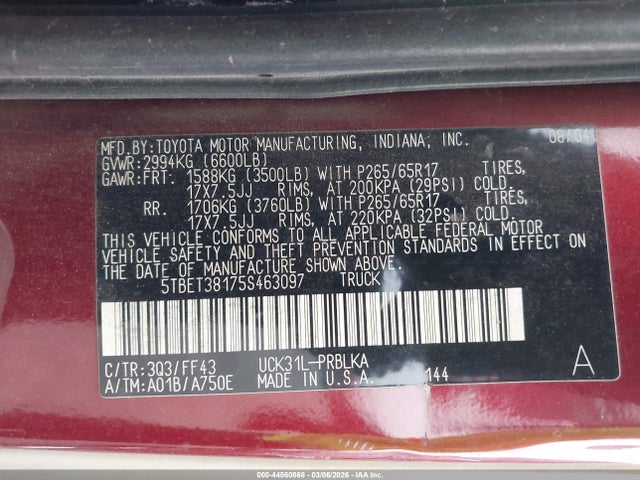 MFD.BY:TOYOTA MOTOR MANUFACTURING, INDIANA, INC. 08/04
GVWR:2994KG (6600LB)
GAWR:FRT. 1588KG (3500LB) WITH P265/65R17 TIRES,
17X7.5JJ RIMS, AT 200KPA (29PSI) COLD.
RR. 1706KG (3760LB) WITH P265/65R17 TIRES,
17X7.5JJ RIMS, AT 220KPA (32PSI) COLD.
THIS VEHICLE CONFORMS TO ALL APPLICABLE FEDERAL MOTOR
VEHICLE SAFETY AND THEFT PREVENTION STANDARDS IN EFFECT ON
THE DATE OF MANUFACTURE SHOWN ABOVE.
5TBET38175S463097 TRUCK
C/TR:3Q3/FF43 UCK31L-PRBLKA A
A/TM:A01B/A750E MADE IN U.S.A. 144
000-44560868 - 03/06/2026 - IAA Inc.